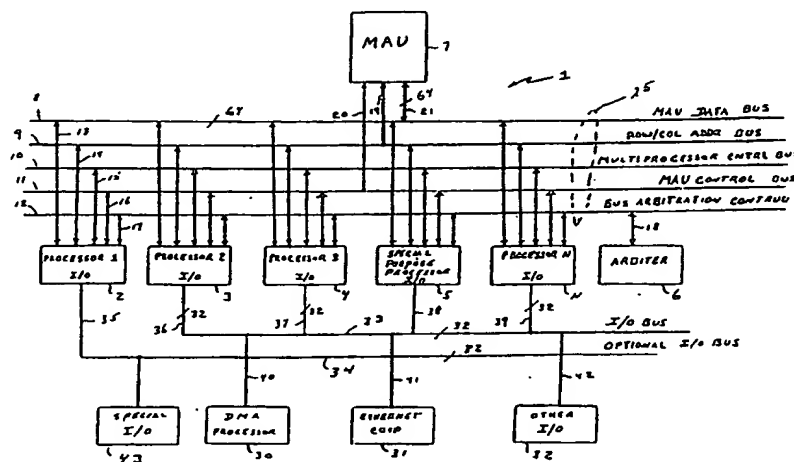 MAU
7
1
25
20
19
64
21
8
64
MAU DATA BUS
9
13
ROW/COL ADDR BUS
10
14
MULTIPROCESSOR CNTRL BUS
11
15
MAU CONTROL BUS
12
16
BUS ARBITRATION CONTROL
17
18
PROCESSOR 1
I/O
PROCESSOR 2
I/O
PROCESSOR 3
I/O
SPECIAL
PURPOSE
PROCESSOR
I/O
PROCESSOR N
I/O
ARBITER
2
3
4
5
N
6
35
32
36
32
37
38
32
39
33
32
I/O BUS
OPTIONAL I/O BUS
34
32
40
41
42
SPECIAL
I/O
DMA
PROCESSOR
ETHERNET
CHIP
OTHER
I/O
43
30
31
32